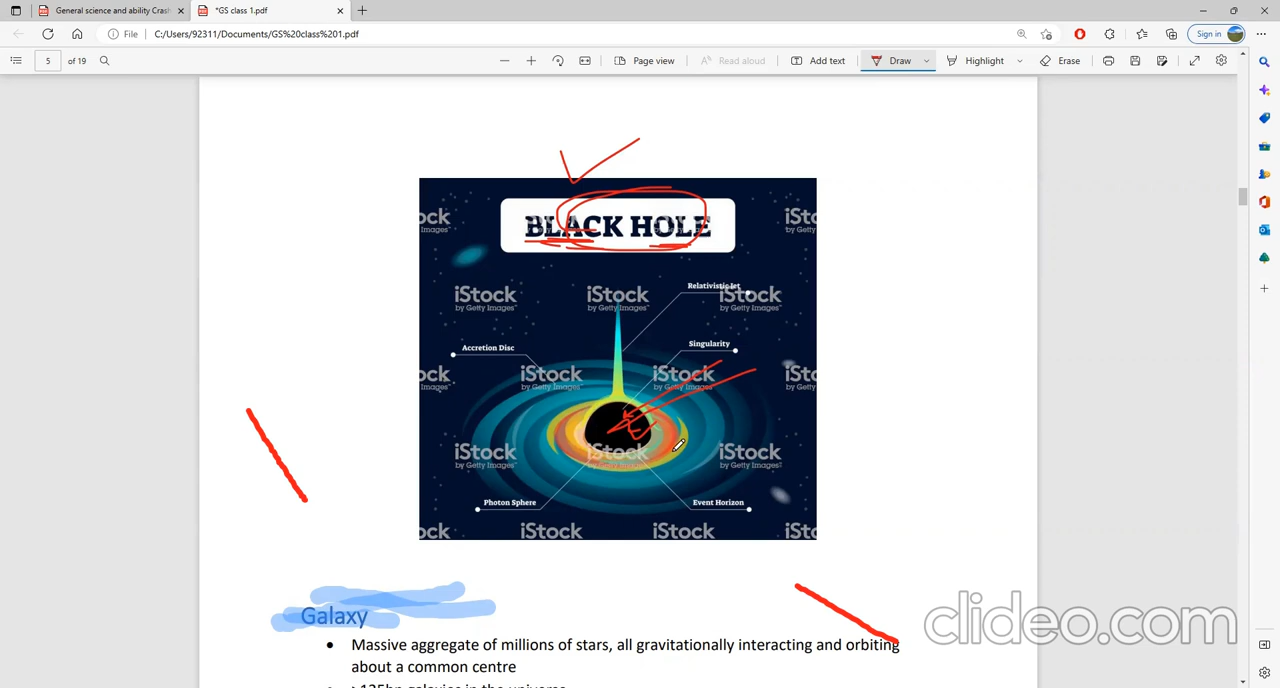 General science and ability Crash
*GS class 1.pdf
File
C:/Users/92311/Documents/GS%20class%201.pdf
Sign in
5
of 19
Page view
Read aloud
Add text
Draw
Highlight
Erase
BLACK HOLE
iStock
by Getty Images™
Relativistic Jet
Accretion Disc
Singularity
Photon Sphere
Event Horizon
clideo.com
Galaxy
• Massive aggregate of millions of stars, all gravitationally interacting and orbiting
about a common centre